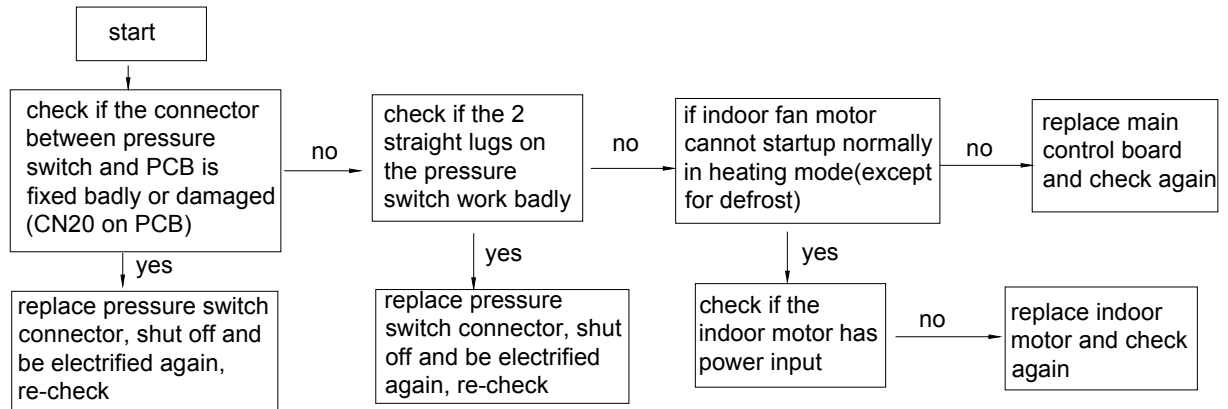 start
check if the connector
between pressure
switch and PCB is
fixed badly or damaged
(CN20 on PCB)
no
check if the 2
straight lugs on
the pressure
switch work badly
no
if indoor fan motor
cannot startup normally
in heating mode(except
for defrost)
no
replace main
control board
and check again
yes
yes
yes
replace pressure switch
connector, shut off and
be electrified again,
re-check
replace pressure
switch connector, shut
off and be electrified
again, re-check
check if the
indoor motor has
power input
no
replace indoor
motor and check
again